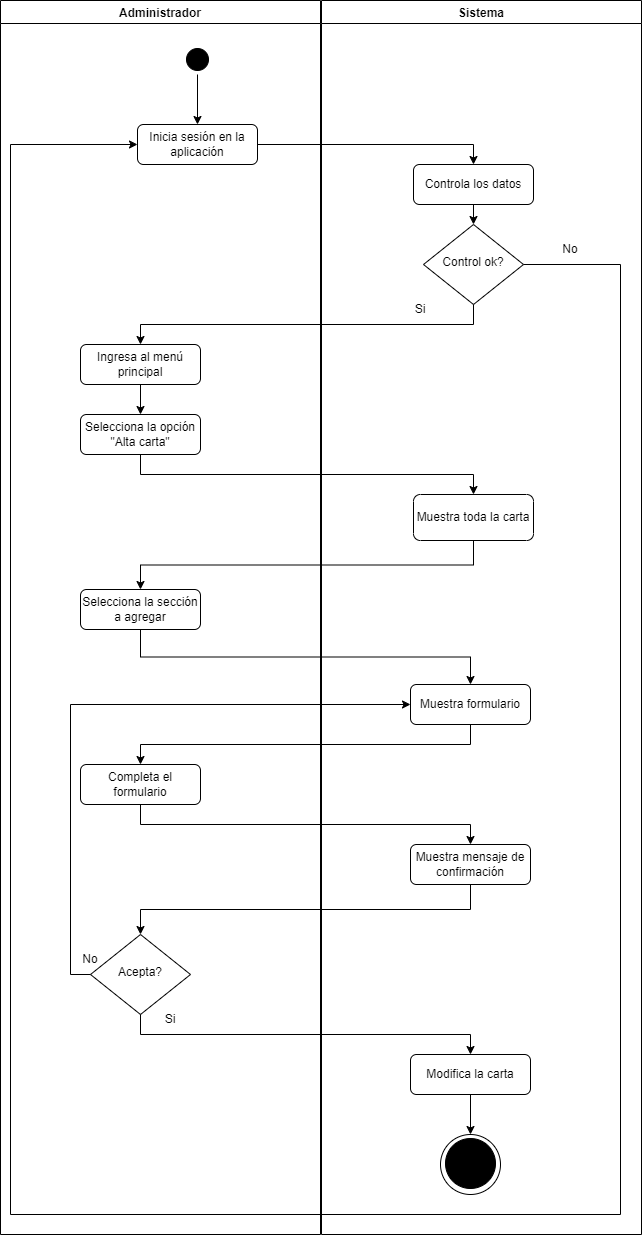 Administrador
Sistema
Inicia sesión en la
aplicación
Controla los datos
Control ok?
No
Si
Ingresa al menú
principal
Selecciona la opción
"Alta carta"
Muestra toda la carta
Selecciona la sección
a agregar
Muestra formulario
Completa el
formulario
Muestra mensaje de
confirmación
No
Acepta?
Si
Modifica la carta